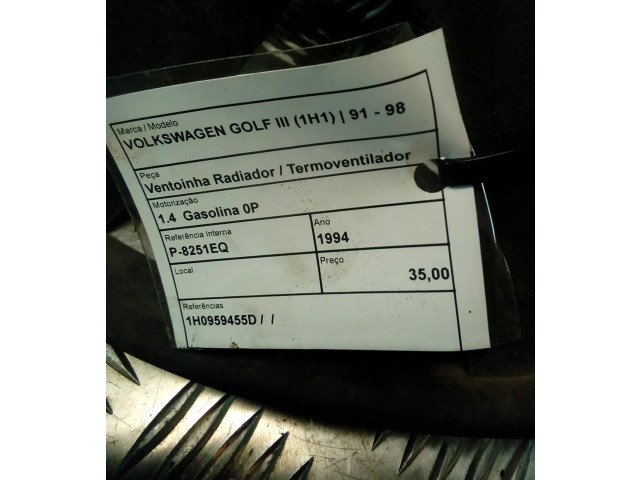 Marca / Modelo
VOLKSWAGEN GOLF III (1H1) | 91 - 98
Peça
Ventoinha Radiador / Termoventilador
Motorização
1.4 Gasolina 0P
Referência Interna
P-8251EQ
Ano
1994
Local
Preço
35,00
Referências
1H0959455D / /